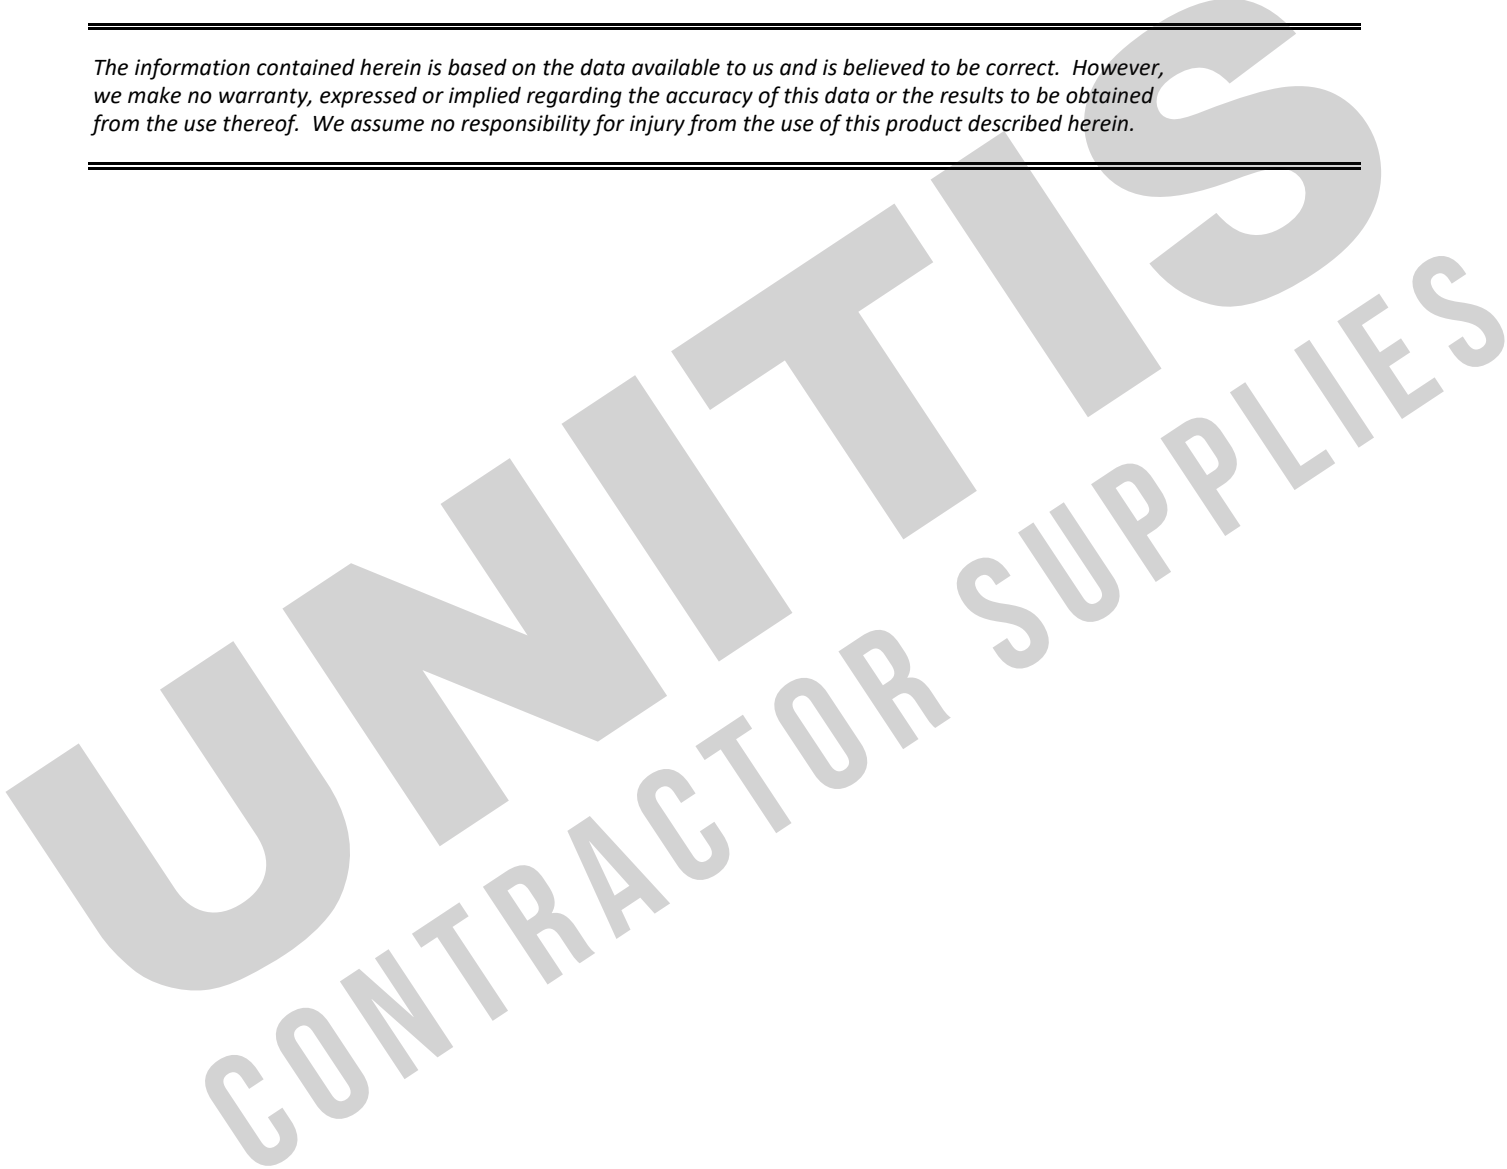 The information contained herein is based on the data available to us and is believed to be correct.  However,
we make no warranty, expressed or implied regarding the accuracy of this data or the results to be obtained
from the use thereof.  We assume no responsibility for injury from the use of this product described herein.
UNITIS
CONTRACTOR SUPPLIES